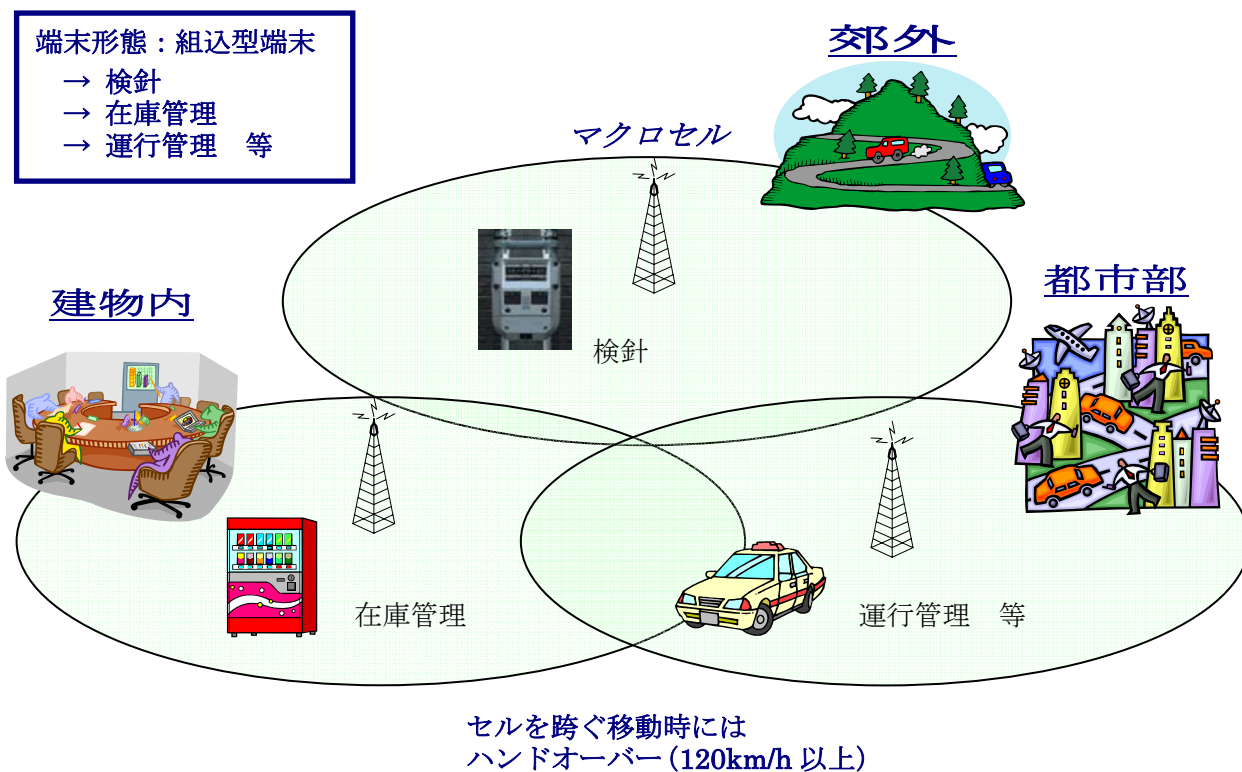 端末形態：組込型端末
→ 検針
→ 在庫管理
→ 運行管理　等
郊外
マクロセル
建物内
都市部
検針
在庫管理
運行管理　等
セルを跨ぐ移動時には
ハンドオーバー（120km/h 以上）